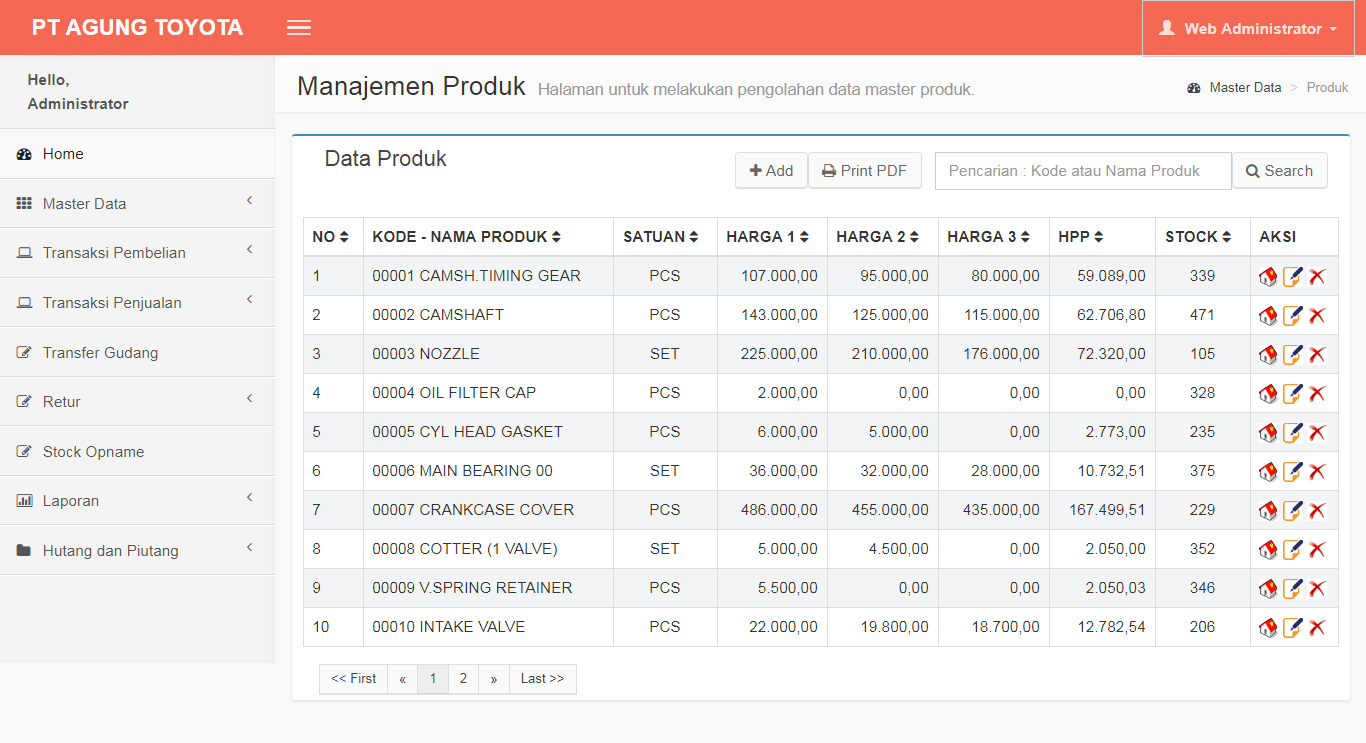 PT AGUNG TOYOTA
Web Administrator
Hello,
Administrator
Home
Master Data
Transaksi Pembelian
Transaksi Penjualan
Transfer Gudang
Retur
Stock Opname
Laporan
Hutang dan Piutang
Manajemen Produk Halaman untuk melakukan pengolahan data master produk.
Master Data > Produk
Data Produk
Add Print PDF Pencarian : Kode atau Nama Produk Search
NO KODE - NAMA PRODUK SATUAN HARGA 1 HARGA 2 HARGA 3 HPP STOCK AKSI
1 00001 CAMSH.TIMING GEAR PCS 107.000,00 95.000,00 80.000,00 59.089,00 339
2 00002 CAMSHAFT PCS 143.000,00 125.000,00 115.000,00 62.706,80 471
3 00003 NOZZLE SET 225.000,00 210.000,00 176.000,00 72.320,00 105
4 00004 OIL FILTER CAP PCS 2.000,00 0,00 0,00 0,00 328
5 00005 CYL HEAD GASKET PCS 6.000,00 5.000,00 0,00 2.773,00 235
6 00006 MAIN BEARING 00 SET 36.000,00 32.000,00 28.000,00 10.732,51 375
7 00007 CRANKCASE COVER PCS 486.000,00 455.000,00 435.000,00 167.499,51 229
8 00008 COTTER (1 VALVE) SET 5.000,00 4.500,00 0,00 2.050,00 352
9 00009 V.SPRING RETAINER PCS 5.500,00 0,00 0,00 2.050,03 346
10 00010 INTAKE VALVE PCS 22.000,00 19.800,00 18.700,00 12.782,54 206
<< First « 1 2 » Last >>